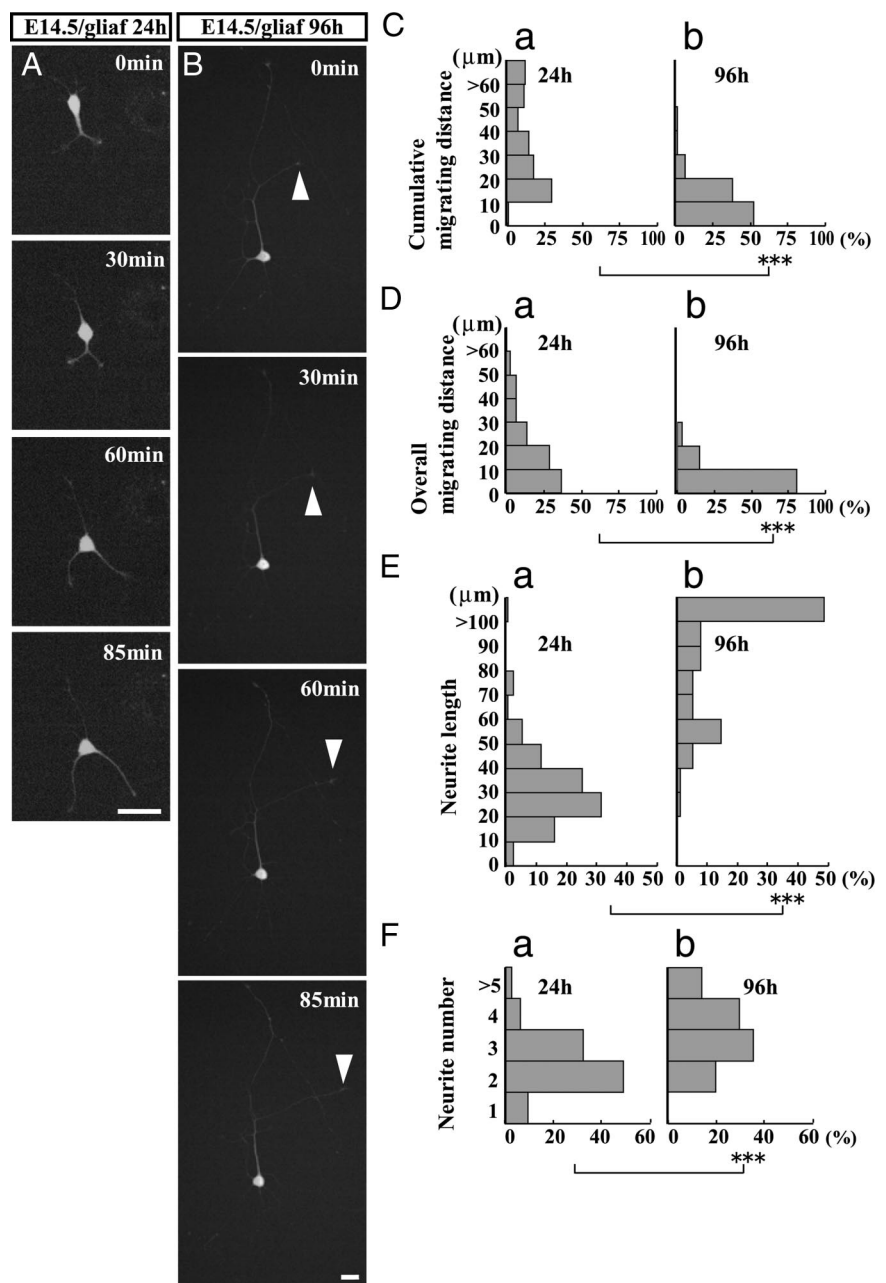 E14.5/gliaf 24h
E14.5/gliaf 96h
A
0min
30min
60min
85min
B
0min
30min
60min
85min
C
a
b
(μm)
24h
96h
>60
50
40
30
20
10
0
Cumulative
migrating distance
0 25 50 75 100
0 25 50 75 100 (%)
***
D
a
b
(μm)
24h
96h
>60
50
40
30
20
10
0
Overall
migrating distance
0 25 50 75 100
0 25 50 75 100 (%)
***
E
a
b
(μm)
24h
96h
>100
90
80
70
60
50
40
30
20
10
0
Neurite length
0 10 20 30 40 50
0 10 20 30 40 50 (%)
***
F
a
b
24h
96h
>5
4
3
2
1
Neurite number
0 20 40 60
0 20 40 60 (%)
***